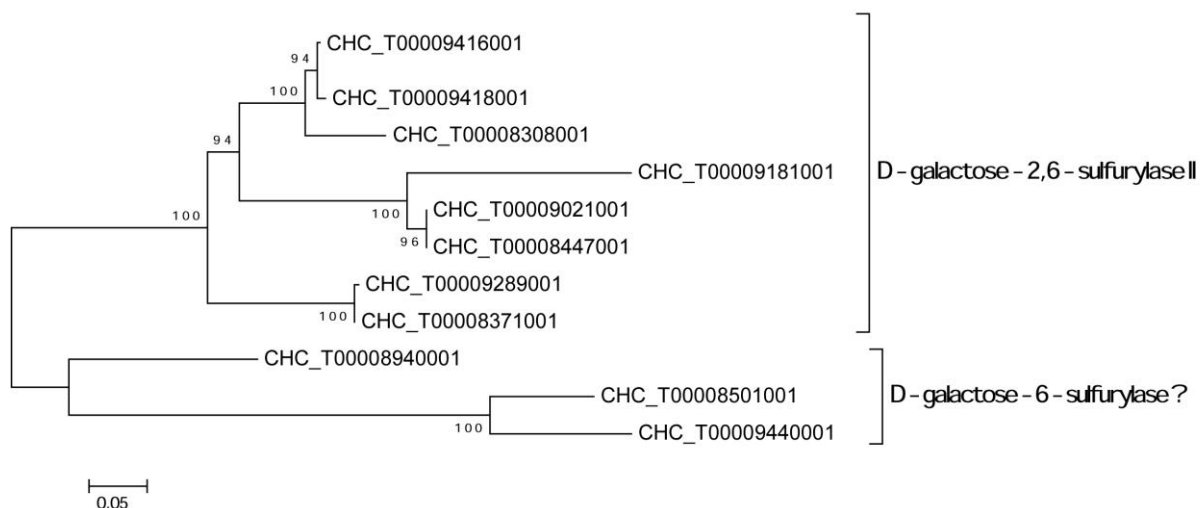 CHC_T00009416001
94
100
CHC_T00009418001
CHC_T00008308001
94
CHC_T00009181001
D-galactose-2,6-sulfurylase II
CHC_T00009021001
100
100
96
CHC_T00008447001
CHC_T00009289001
100
CHC_T00008371001
CHC_T00008940001
CHC_T00008501001
D-galactose-6-sulfurylase?
100
CHC_T00009440001
0.05